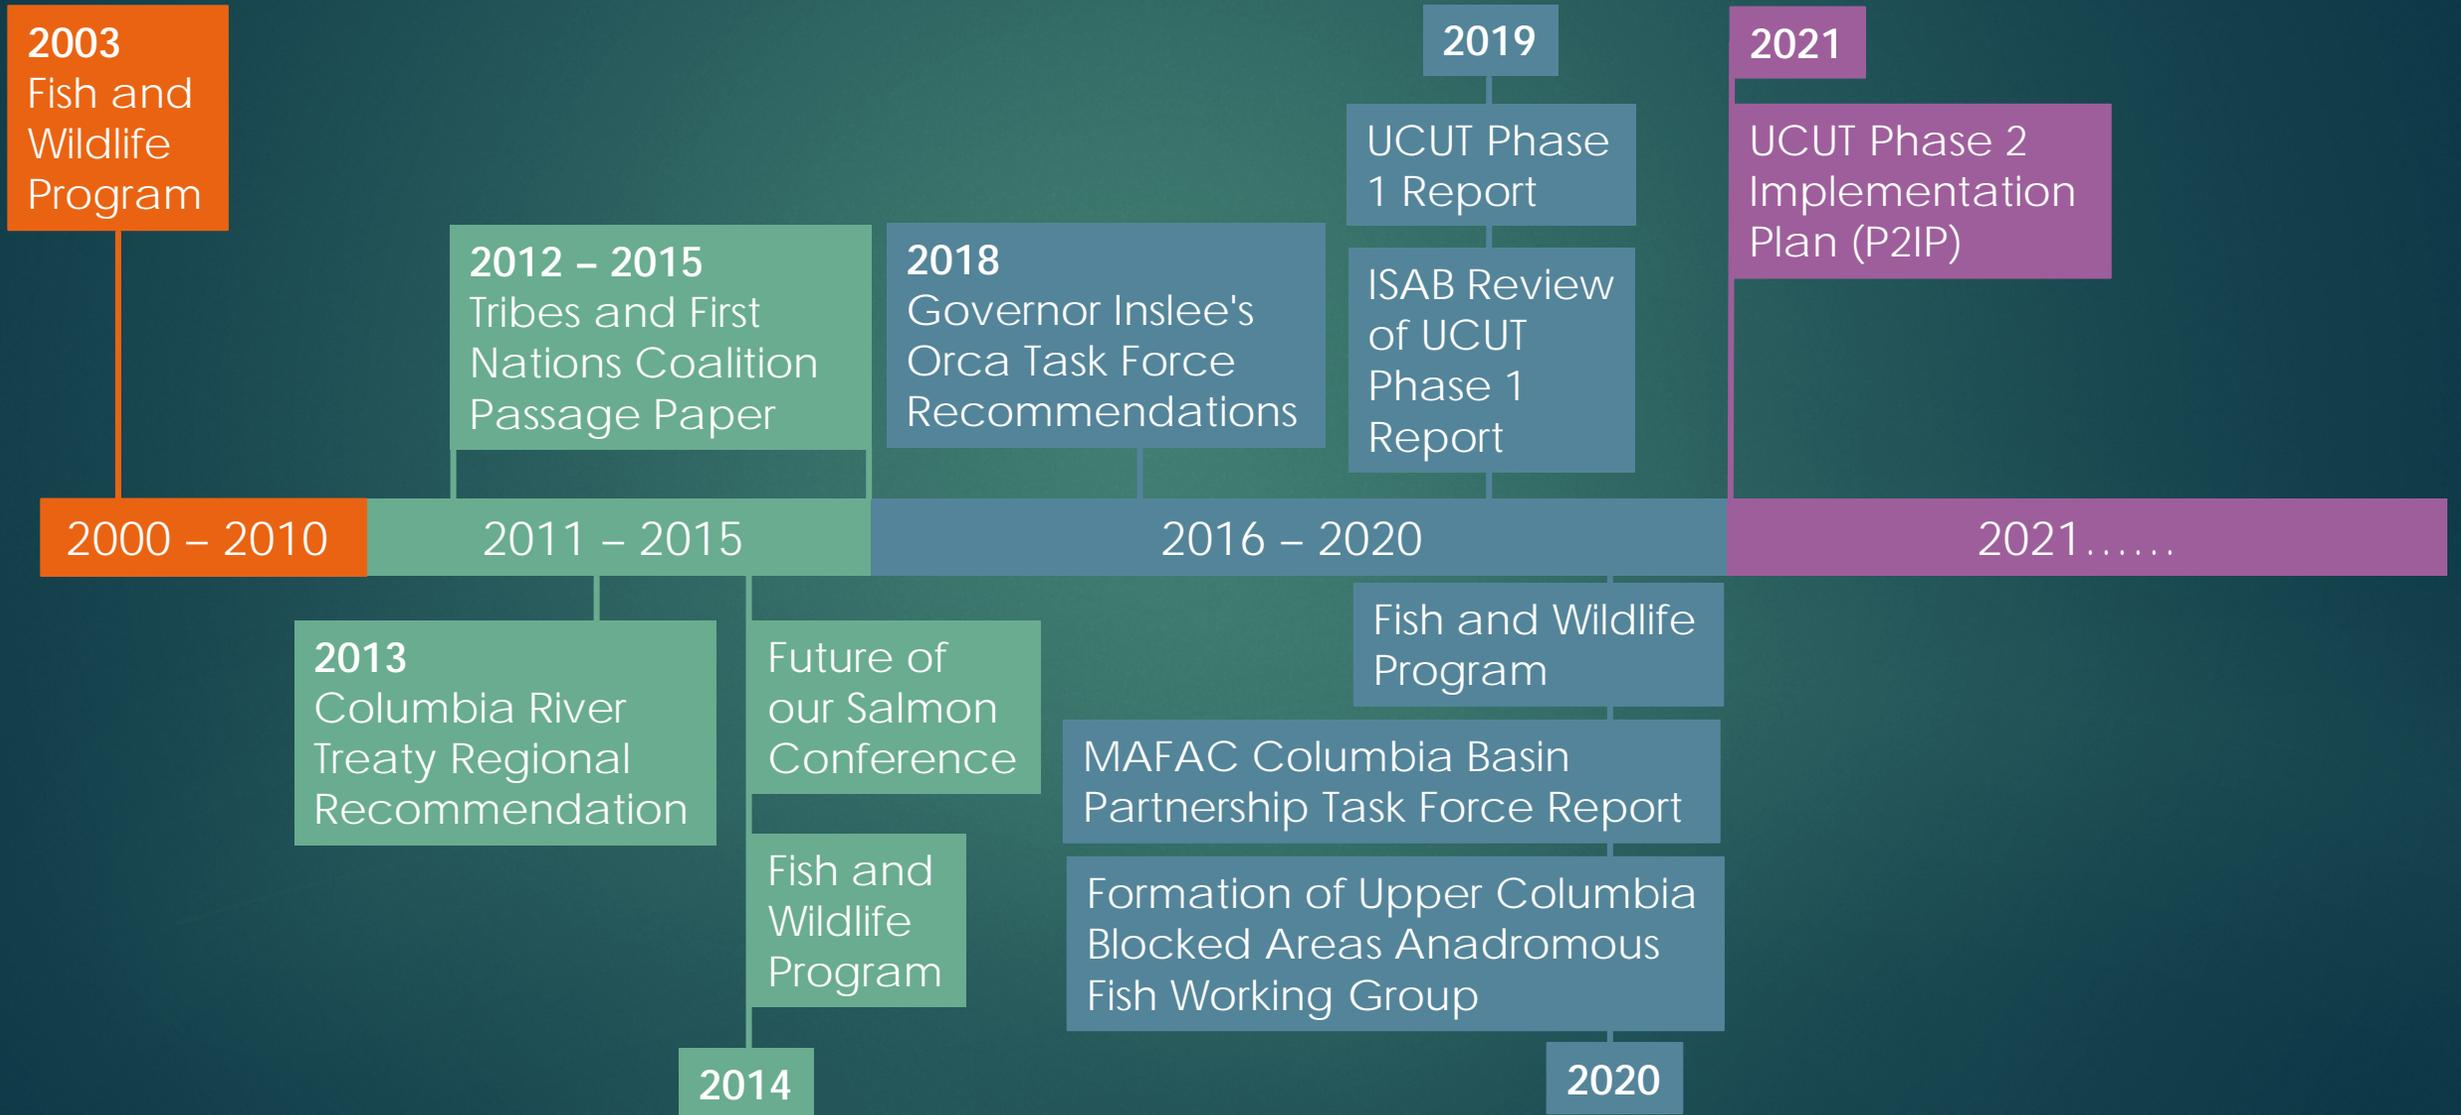 2003
Fish and
Wildlife
Program
2012 – 2015
Tribes and First
Nations Coalition
Passage Paper
2018
Governor Inslee's
Orca Task Force
Recommendations
2019
UCUT Phase
1 Report
ISAB Review
of UCUT
Phase 1
Report
2021
UCUT Phase 2
Implementation
Plan (P2IP)
2000 – 2010
2011 – 2015
2016 – 2020
2021......
2013
Columbia River
Treaty Regional
Recommendation
Future of
our Salmon
Conference
Fish and
Wildlife
Program
2014
Fish and Wildlife
Program
MAFAC Columbia Basin
Partnership Task Force Report
Formation of Upper Columbia
Blocked Areas Anadromous
Fish Working Group
2020